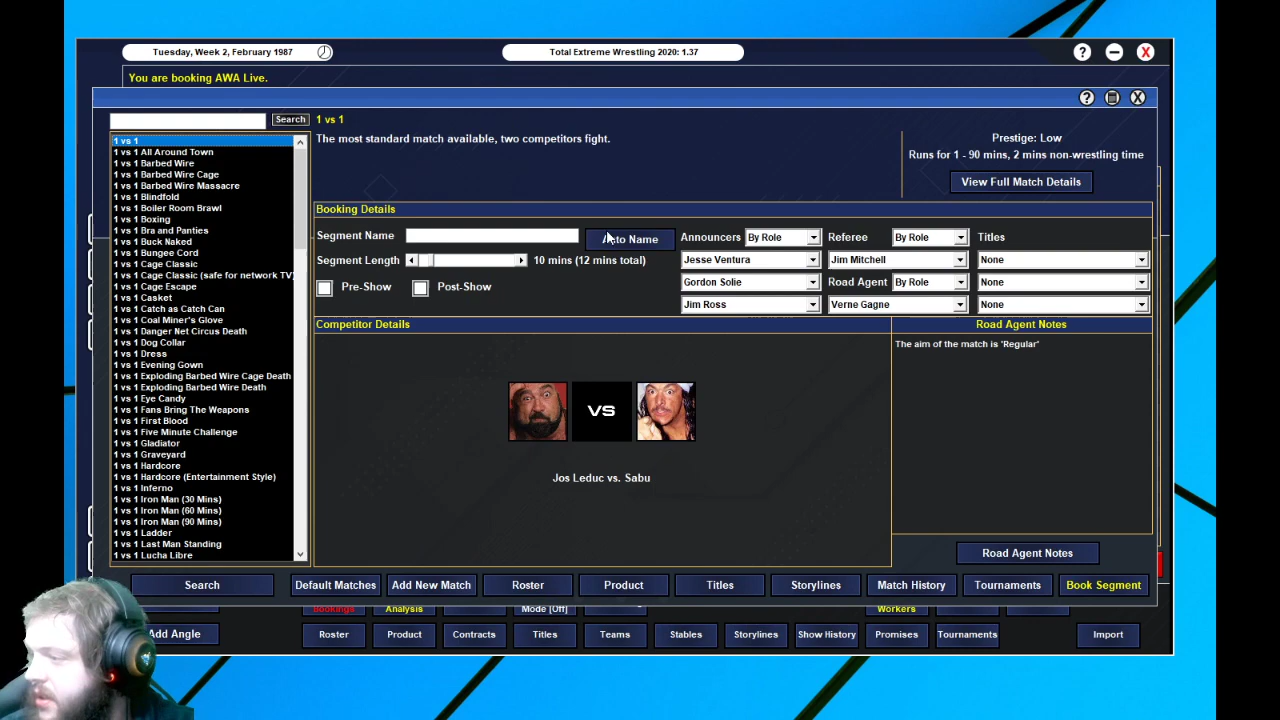 Tuesday, Week 2, February 1987
Total Extreme Wrestling 2020: 1.37
?
X
You are booking AWA Live.
?
X
Search
1 vs 1
The most standard match available, two competitors fight.
Prestige: Low
Runs for 1 - 90 mins, 2 mins non-wrestling time
View Full Match Details
1 vs 1
1 vs 1 All Around Town
1 vs 1 Barbed Wire
1 vs 1 Barbed Wire Cage
1 vs 1 Barbed Wire Massacre
1 vs 1 Blindfold
1 vs 1 Boiler Room Brawl
1 vs 1 Boxing
1 vs 1 Bra and Panties
1 vs 1 Buck Naked
1 vs 1 Bungee Cord
1 vs 1 Cage Classic
1 vs 1 Cage Classic (safe for network TV)
1 vs 1 Cage Escape
1 vs 1 Casket
1 vs 1 Catch as Catch Can
1 vs 1 Coal Miner's Glove
1 vs 1 Danger Net Circus Death
1 vs 1 Dog Collar
1 vs 1 Dress
1 vs 1 Evening Gown
1 vs 1 Exploding Barbed Wire Cage Death
1 vs 1 Exploding Barbed Wire Death
1 vs 1 Eye Candy
1 vs 1 Fans Bring The Weapons
1 vs 1 First Blood
1 vs 1 Five Minute Challenge
1 vs 1 Gladiator
1 vs 1 Graveyard
1 vs 1 Hardcore
1 vs 1 Hardcore (Entertainment Style)
1 vs 1 Inferno
1 vs 1 Iron Man (30 Mins)
1 vs 1 Iron Man (60 Mins)
1 vs 1 Iron Man (90 Mins)
1 vs 1 Ladder
1 vs 1 Last Man Standing
1 vs 1 Lucha Libre
Booking Details
Segment Name
Auto Name
Announcers By Role
Referee By Role
Titles
Segment Length
10 mins (12 mins total)
Jesse Ventura
Jim Mitchell
None
Pre-Show
Post-Show
Gordon Solie
Road Agent By Role
None
Jim Ross
Verne Gagne
None
Competitor Details
Road Agent Notes
The aim of the match is 'Regular'
VS
Jos Leduc vs. Sabu
Road Agent Notes
Search
Default Matches
Add New Match
Roster
Product
Titles
Storylines
Match History
Tournaments
Book Segment
Bookings
Analysis
Mode [Off]
Workers
Add Angle
Roster
Product
Contracts
Titles
Teams
Stables
Storylines
Show History
Promises
Tournaments
Import